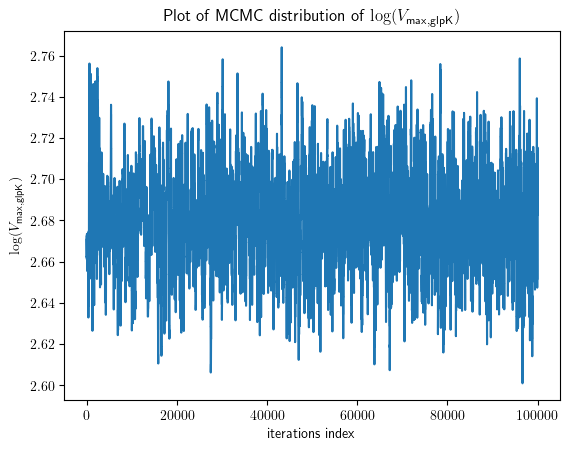 Plot of MCMC distribution of log(V_max,glpK)
log(V_max,glpK)
2.76
2.74
2.72
2.70
2.68
2.66
2.64
2.62
2.60
0 20000 40000 60000 80000 100000
iterations index